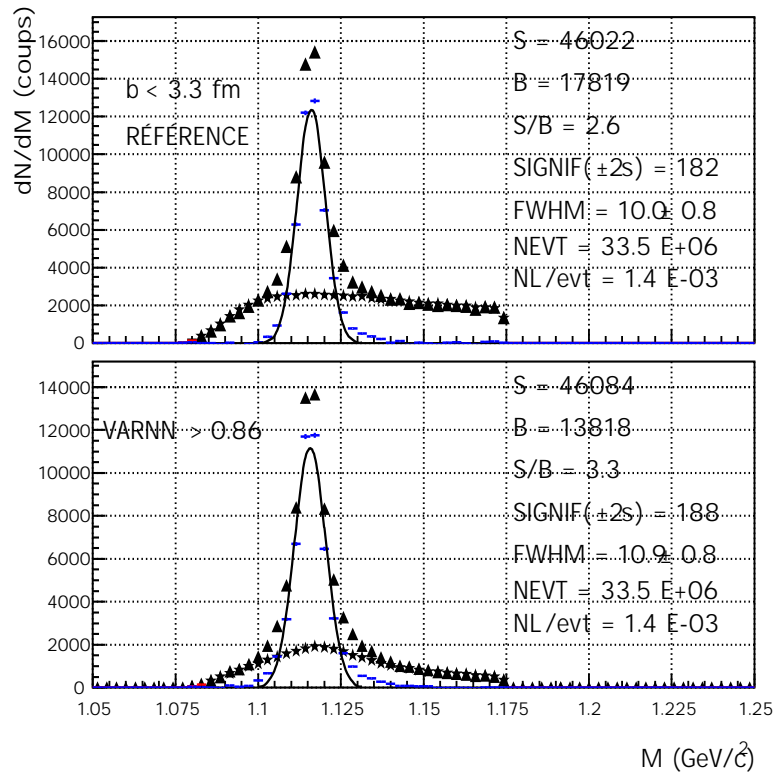 dN/dM (coups)
16000
14000
12000
10000
8000
6000
4000
2000
0
b < 3.3 fm
RÉFÉRENCE
S = 46022
B = 17819
S/B = 2.6
SIGNIF(±2s) = 182
FWHM = 10.0± 0.8
NEVT = 33.5 E+06
NL/evt = 1.4 E-03
14000
12000
10000
8000
6000
4000
2000
0
VARNN > 0.86
S = 46084
B = 13818
S/B = 3.3
SIGNIF(±2s) = 188
FWHM = 10.9± 0.8
NEVT = 33.5 E+06
NL/evt = 1.4 E-03
1.05 1.075 1.1 1.125 1.15 1.175 1.2 1.225 1.25
M (GeV/c²)